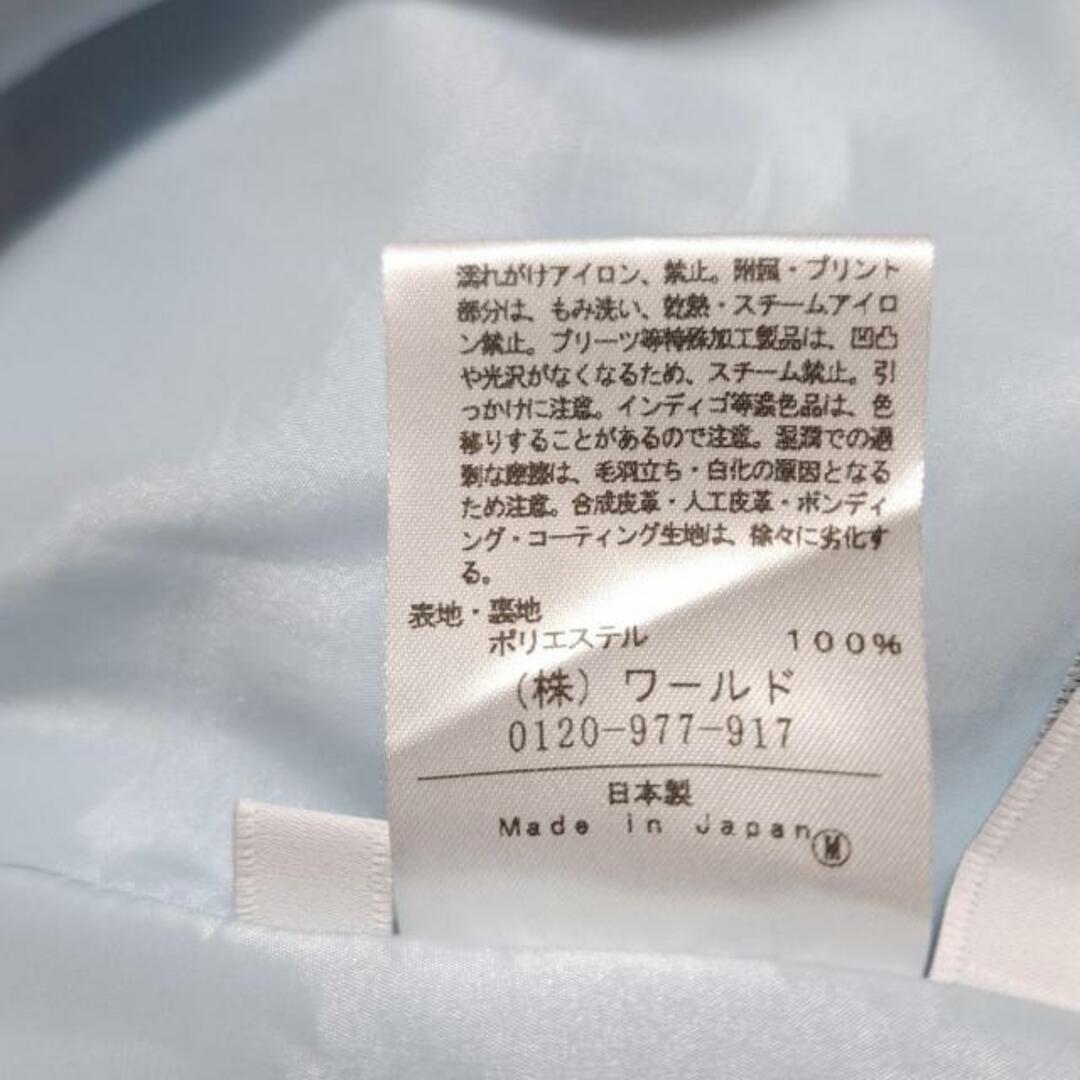 濡れがけアイロン、禁止。附属・プリント
部分は、もみ洗い、乾熱・スチームアイロ
ン禁止。プリーツ等特殊加工製品は、凹凸
や光沢がなくなるため、スチーム禁止。引
っかけに注意。インディゴ等濃色品は、色
移りすることがあるので注意。湿潤での過
剰な摩擦は、毛羽立ち・白化の原因となる
ため注意。合成皮革・人工皮革・ボンディ
ング・コーティング生地は、徐々に劣化す
る。
表地・裏地
ポリエステル 100%
(株) ワールド
0120-977-917
日本製
Made in Japan Ⓜ